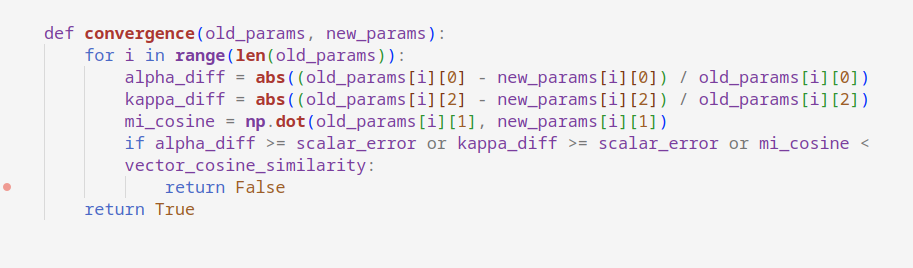 def convergence(old_params, new_params):
    for i in range(len(old_params)):
        alpha_diff = abs((old_params[i][0] - new_params[i][0]) / old_params[i][0])
        kappa_diff = abs((old_params[i][2] - new_params[i][2]) / old_params[i][2])
        mi_cosine = np.dot(old_params[i][1], new_params[i][1])
        if alpha_diff >= scalar_error or kappa_diff >= scalar_error or mi_cosine <
        vector_cosine_similarity:
            return False
    return True